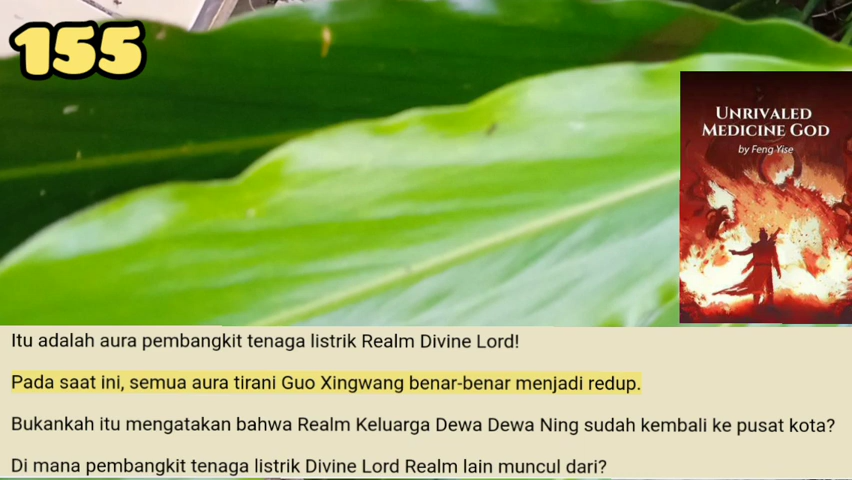 155
UNRIVALED
MEDICINE GOD
by Feng Yise
Itu adalah aura pembangkit tenaga listrik Realm Divine Lord!
Pada saat ini, semua aura tirani Guo Xingwang benar-benar menjadi redup.
Bukankah itu mengatakan bahwa Realm Keluarga Dewa Dewa Ning sudah kembali ke pusat kota?
Di mana pembangkit tenaga listrik Divine Lord Realm lain muncul dari?